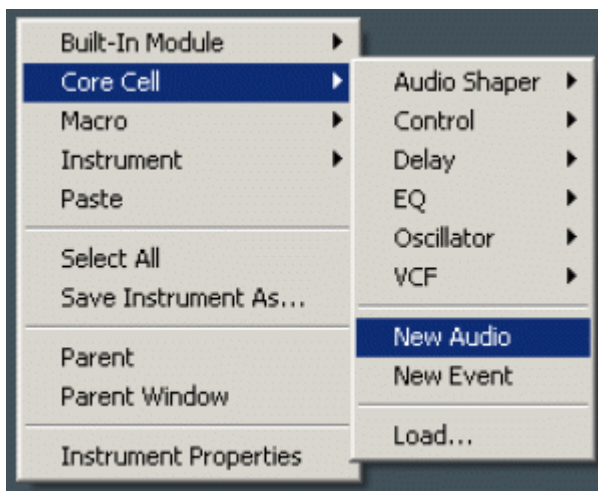 Built-In Module
Core Cell
Macro
Instrument
Paste
Select All
Save Instrument As...
Parent
Parent Window
Instrument Properties
Audio Shaper
Control
Delay
EQ
Oscillator
VCF
New Audio
New Event
Load...